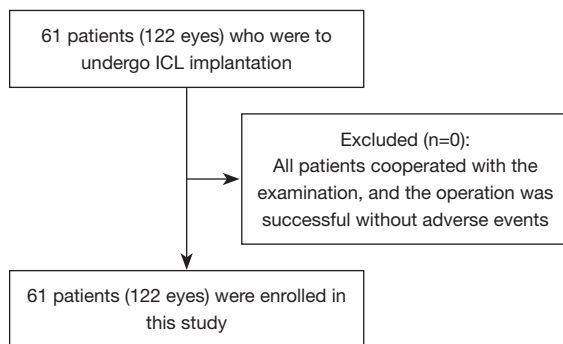 61 patients (122 eyes) who were to
undergo ICL implantation
Excluded (n=0):
All patients cooperated with the
examination, and the operation was
successful without adverse events
61 patients (122 eyes) were enrolled in
this study